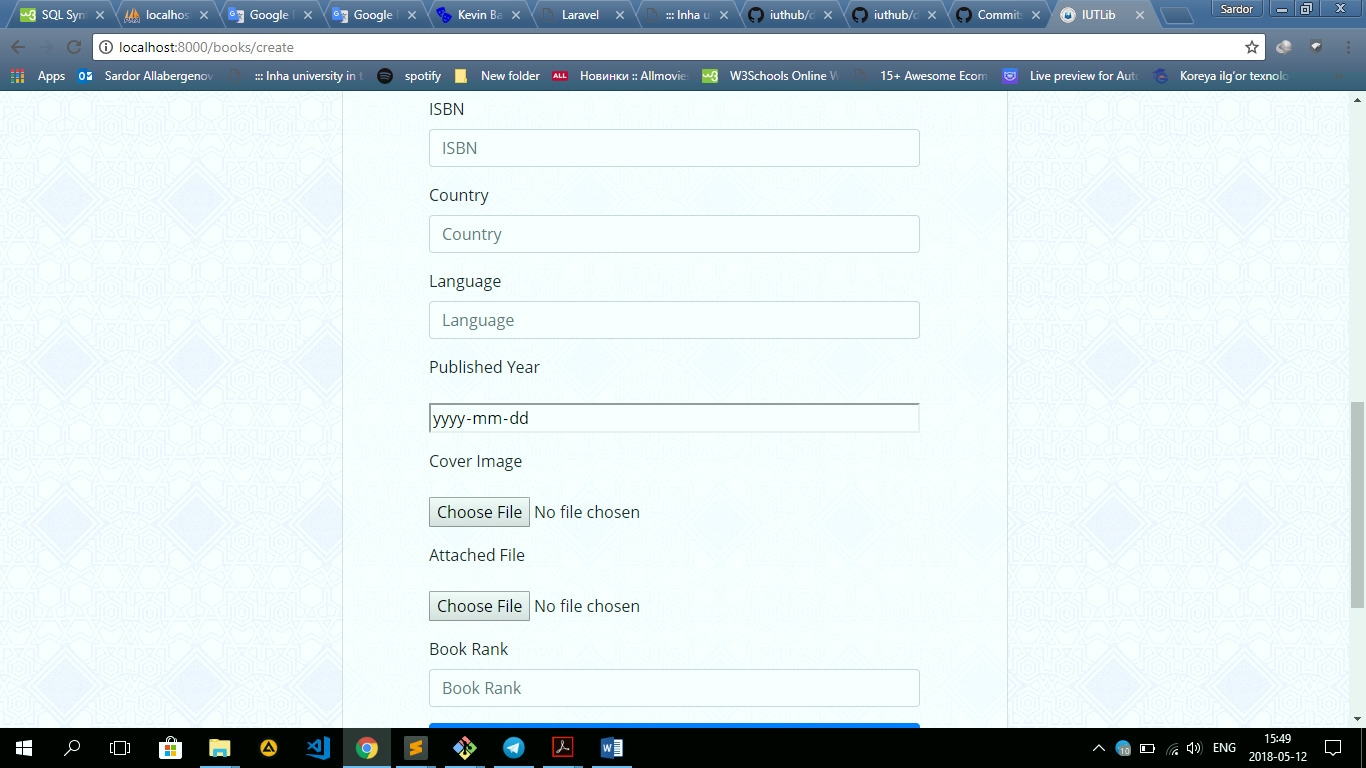 SQL Syn
localhos
Google
Google
Kevin Ba
Laravel
::: Inha u
iuthub/d
iuthub/d
Commits
IUTLib
Sardor
localhost:8000/books/create
Apps
Sardor Allabergenov
::: Inha university in t
spotify
New folder
ALL
Новинки :: Allmovie
W3Schools Online W
15+ Awesome Ecom
Live preview for Auto
Koreya ilg'or texnolo
ISBN
ISBN
Country
Country
Language
Language
Published Year
yyyy-mm-dd
Cover Image
Choose File No file chosen
Attached File
Choose File No file chosen
Book Rank
Book Rank
ENG
15:49
2018-05-12